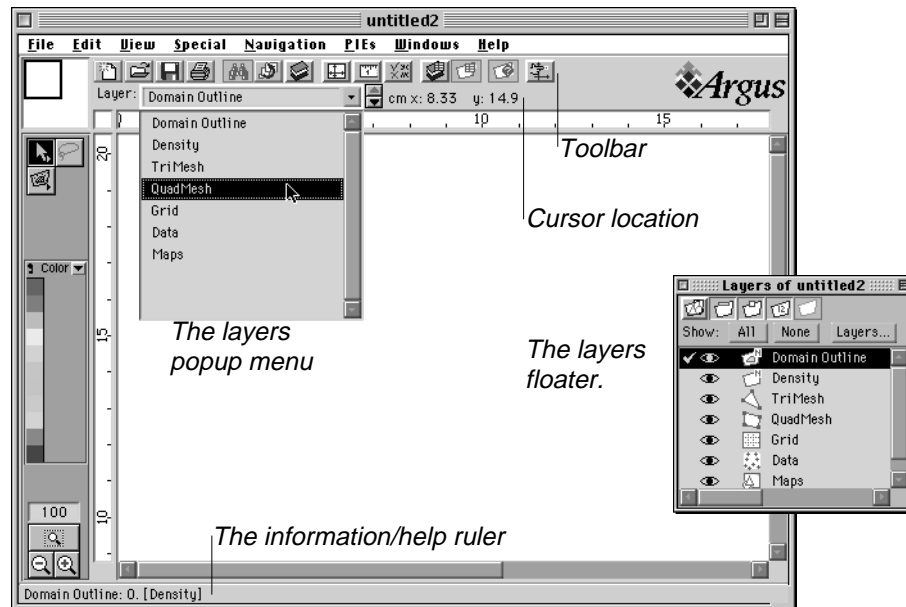 untitled2
File Edit View Special Navigation PIEs Windows Help
Argus
Layer: Domain Outline cm x: 8.33 y: 14.9
10 15
Domain Outline
Density
TriMesh
QuadMesh
Grid
Data
Maps
Toolbar
Cursor location
20
15
10
Color
The layers
popup menu
The layers
floater.
Layers of untitled2
Show: All None Layers...
Domain Outline
Density
TriMesh
QuadMesh
Grid
Data
Maps
100
The information/help ruler
Domain Outline: 0. [Density]